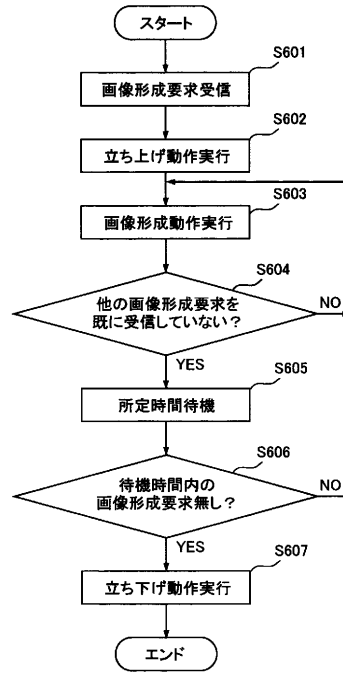 スタート
S601
画像形成要求受信
S602
立ち上げ動作実行
S603
画像形成動作実行
S604
他の画像形成要求を
既に受信していない？
NO
YES
S605
所定時間待機
S606
待機時間内の
画像形成要求無し？
NO
YES
S607
立ち下げ動作実行
エンド